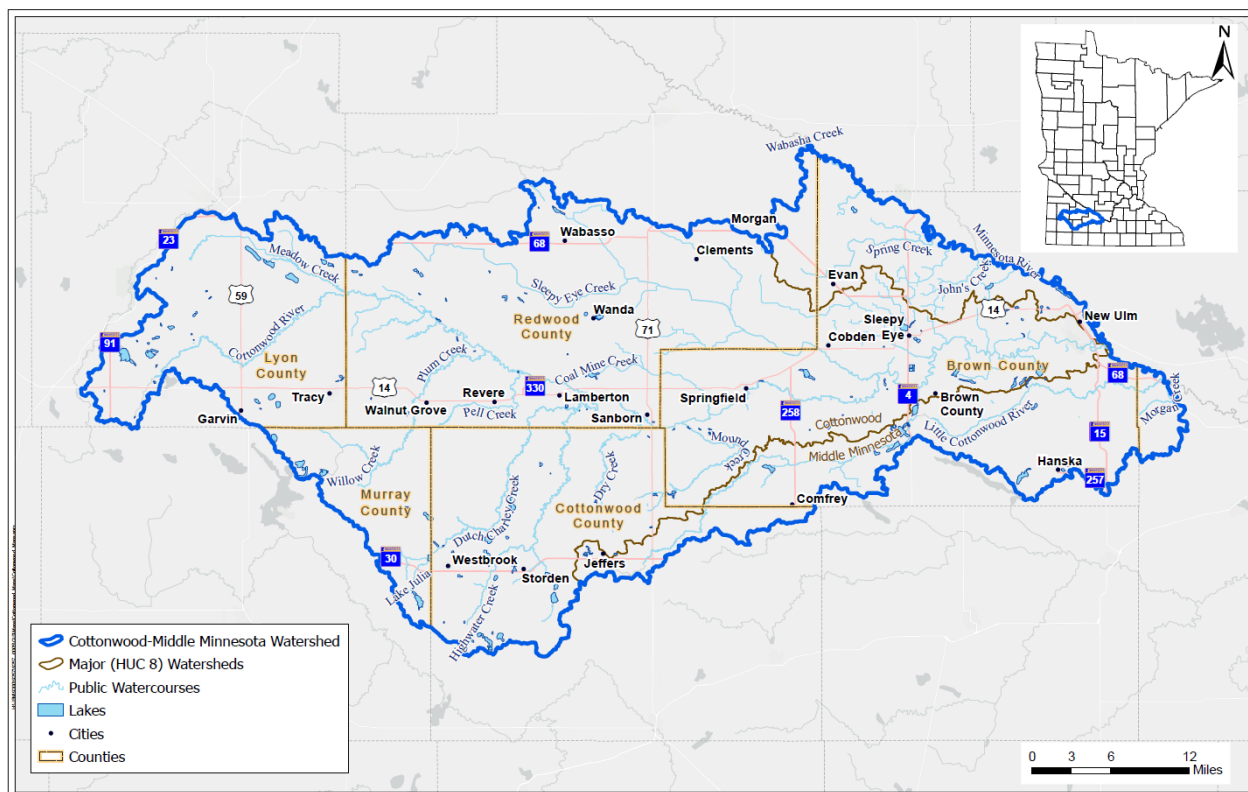 N
Wabasha Creek
Morgan
23
68
Wabasso
Clements
Meadow Creek
Spring Creek
Minnesota River
Evan
John's Creek
59
Sleepy Eye Creek
Wanda
Redwood
County
71
14
New Ulm
Sleepy
Eye
Cobden
91
Cottonwood River
Lyon
County
Plum Creek
Coal Mine Creek
Brown County
68
Tracy
14
Walnut Grove
Revere
330
Lamberton
Springfield
258
4
Brown
County
Morgan Creek
Garvin
Pell Creek
Sanborn
Cottonwood
Middle Minnesota
Little Cottonwood River
15
Mound Creek
Hanska
257
Willow Creek
Murray
County
Dry Creek
Cottonwood
County
Comfrey
Dutch Charley Creek
30
Westbrook
Storden
Jeffers
Lake Julia
Highwater Creek
Cottonwood-Middle Minnesota Watershed
Major (HUC 8) Watersheds
Public Watercourses
Lakes
Cities
Counties
0 3 6 12
Miles